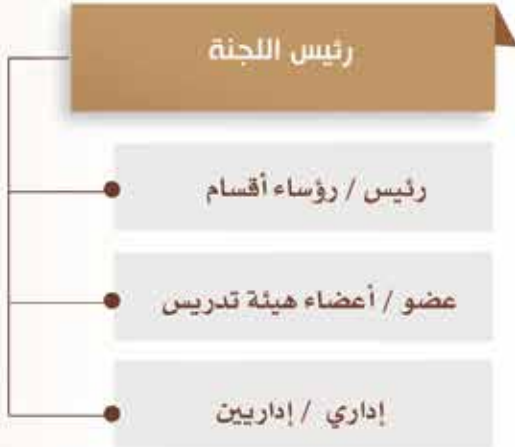 رئيس اللجنة
رئيس / رؤساء أقسام
عضو / أعضاء هيئة تدريس
إداري / إداريين